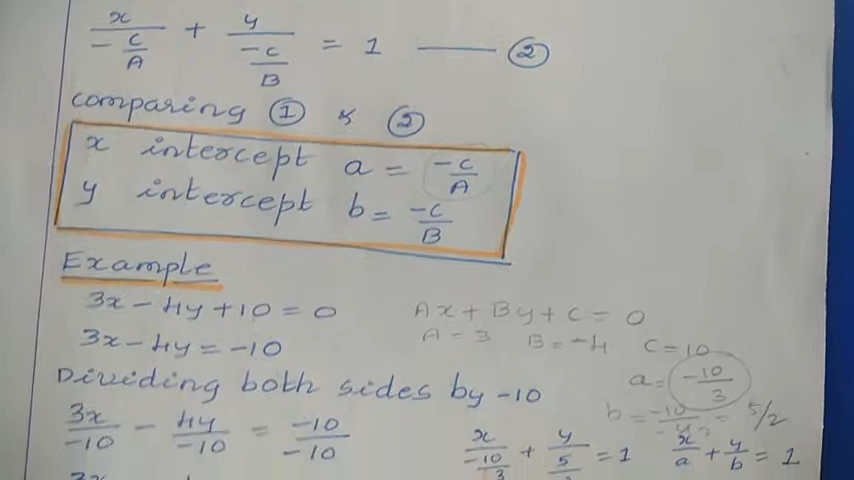 x/(-C/A) + y/(-C/B) = 1 —— ②
comparing ① & ②
x intercept a = -C/A
y intercept b = -C/B
Example
3x - 4y + 10 = 0
Ax + By + C = 0
3x - 4y = -10
A = 3 B = -4 C = 10
Dividing both sides by -10
a = -10/3
3x/-10 - 4y/-10 = -10/-10
b = -10/-4 = 5/2
x/(-10/3) + y/(5/2) = 1
x/a + y/b = 1